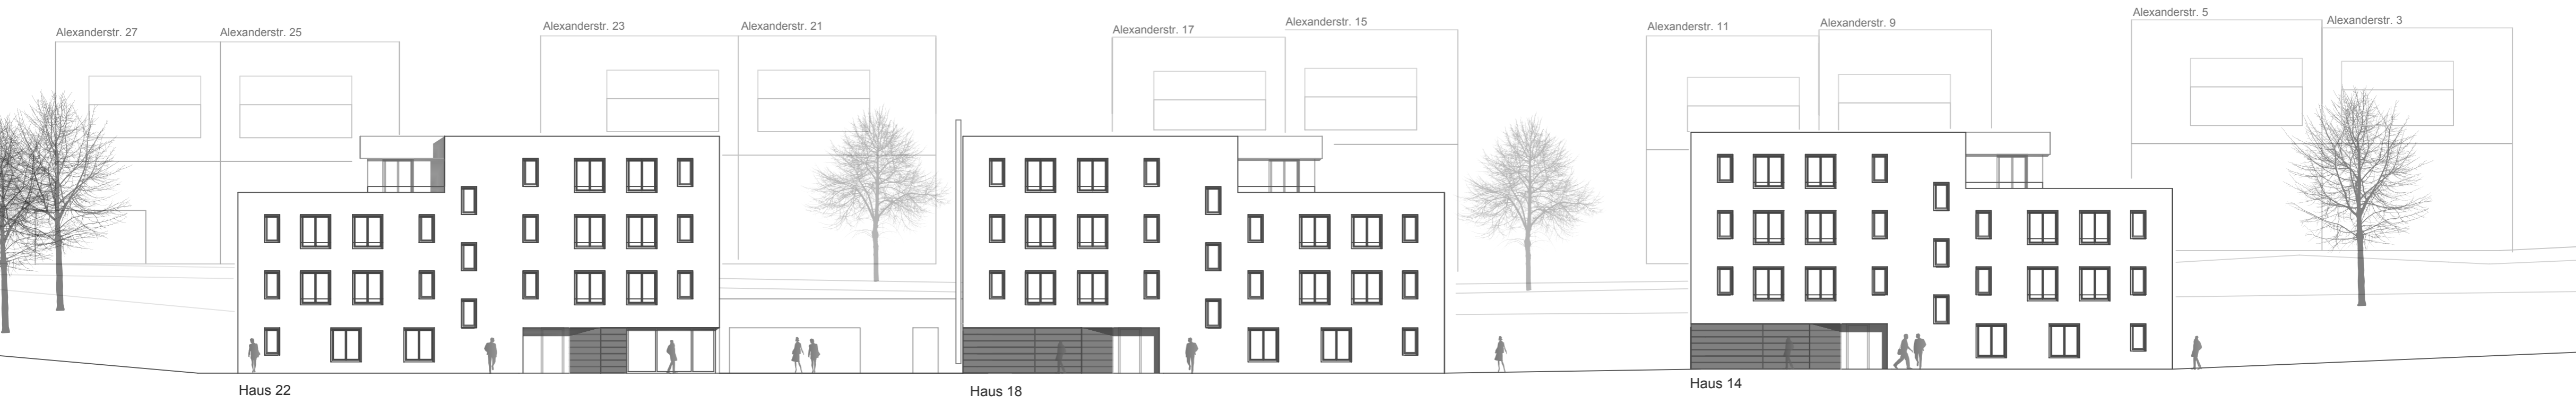 Alexanderstr. 27
Alexanderstr. 25
Alexanderstr. 23
Alexanderstr. 21
Alexanderstr. 17
Alexanderstr. 15
Alexanderstr. 11
Alexanderstr. 9
Alexanderstr. 5
Alexanderstr. 3
Haus 22
Haus 18
Haus 14